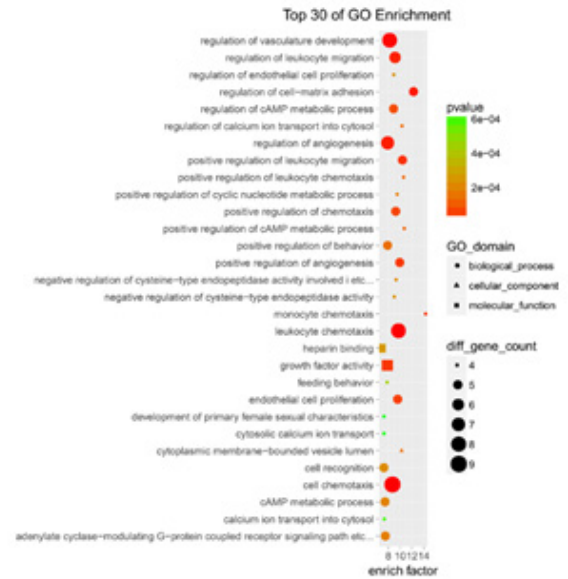 Top 30 of GO Enrichment
regulation of vasculature development
regulation of leukocyte migration
regulation of endothelial cell proliferation
regulation of cell-matrix adhesion
regulation of cAMP metabolic process
regulation of calcium ion transport into cytosol
regulation of angiogenesis
positive regulation of leukocyte migration
positive regulation of leukocyte chemotaxis
positive regulation of cyclic nucleotide metabolic process
positive regulation of chemotaxis
positive regulation of cAMP metabolic process
positive regulation of behavior
positive regulation of angiogenesis
negative regulation of cysteine-type endopeptidase activity involved i etc...
negative regulation of cysteine-type endopeptidase activity
monocyte chemotaxis
leukocyte chemotaxis
heparin binding
growth factor activity
feeding behavior
endothelial cell proliferation
development of primary female sexual characteristics
cytosolic calcium ion transport
cytoplasmic membrane-bounded vesicle lumen
cell recognition
cell chemotaxis
cAMP metabolic process
calcium ion transport into cytosol
adenylate cyclase-modulating G-protein coupled receptor signaling path etc...
8 10 12 14
enrich factor
pvalue
6e-04
4e-04
2e-04
GO_domain
biological_process
cellular_component
molecular_function
diff_gene_count
4
5
6
7
8
9